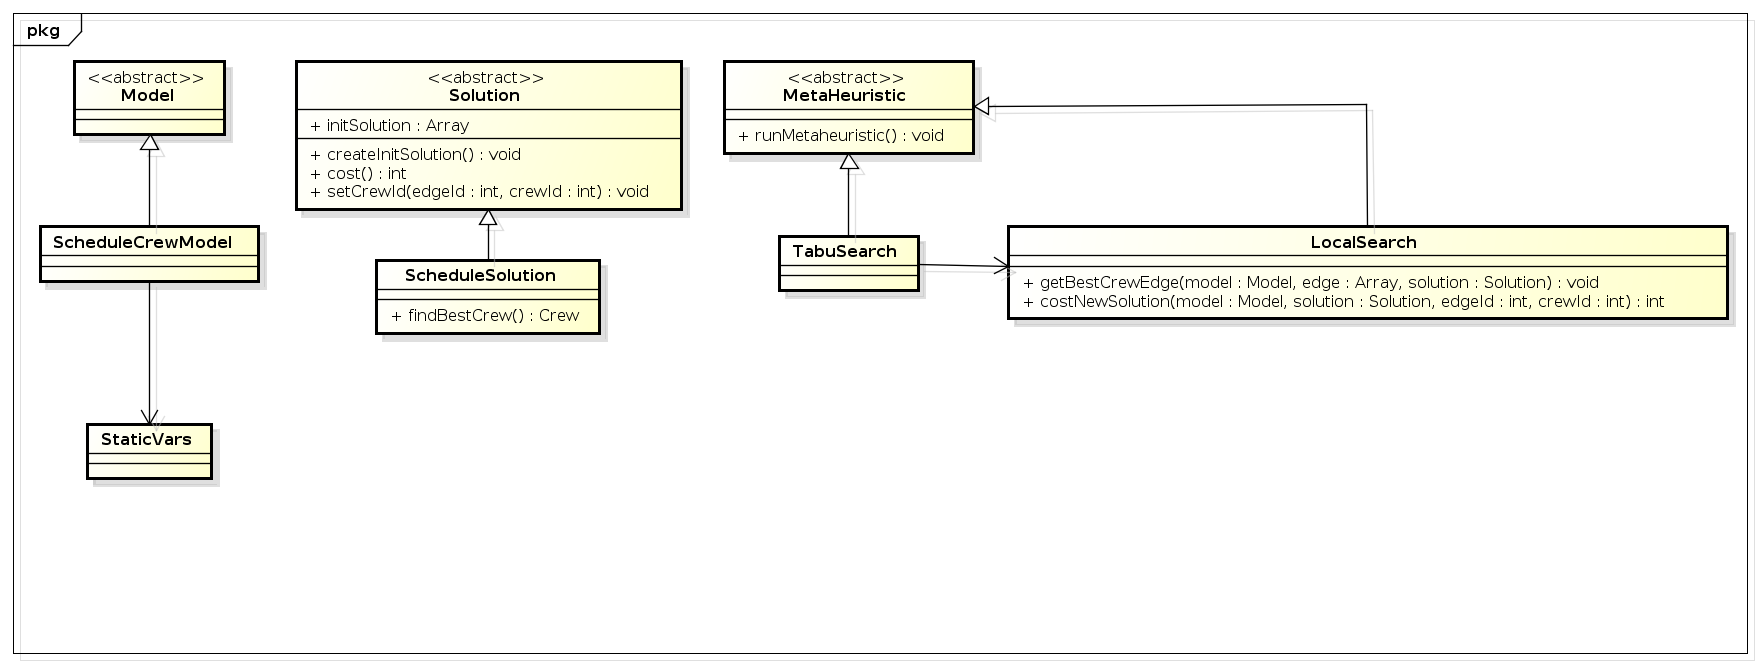 pkg
<<abstract>>
Model
<<abstract>>
Solution
+ initSolution : Array
+ createInitSolution() : void
+ cost() : int
+ setCrewId(edgeId : int, crewId : int) : void
<<abstract>>
MetaHeuristic
+ runMetaheuristic() : void
ScheduleCrewModel
ScheduleSolution
+ findBestCrew() : Crew
TabuSearch
LocalSearch
+ getBestCrewEdge(model : Model, edge : Array, solution : Solution) : void
+ costNewSolution(model : Model, solution : Solution, edgeId : int, crewId : int) : int
StaticVars